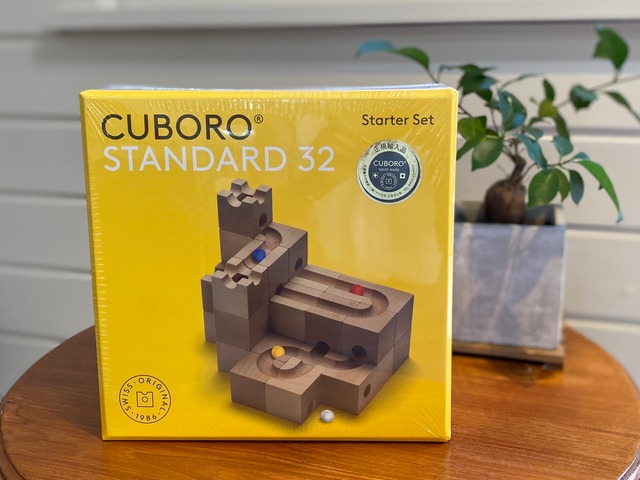 CUBORO®
STANDARD 32
Starter Set
正規輸入品
CUBORO
SWISS MADE
SWISS · ORIGINAL
· 1986 ·